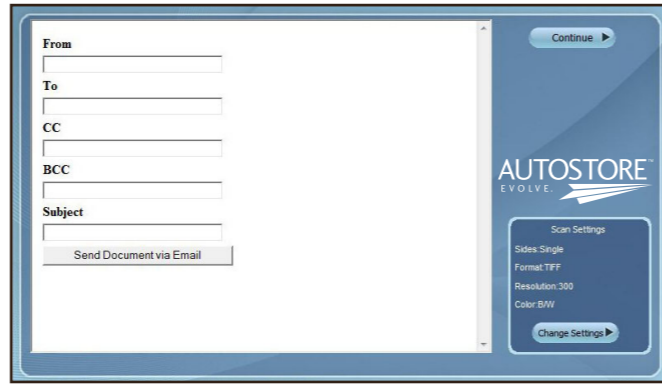 From
To
CC
BCC
Subject
Send Document via Email
Continue
AUTOSTORE™
EVOLVE.
Scan Settings
Sides:Single
Format:TIFF
Resolution:300
Color:B/W
Change Settings